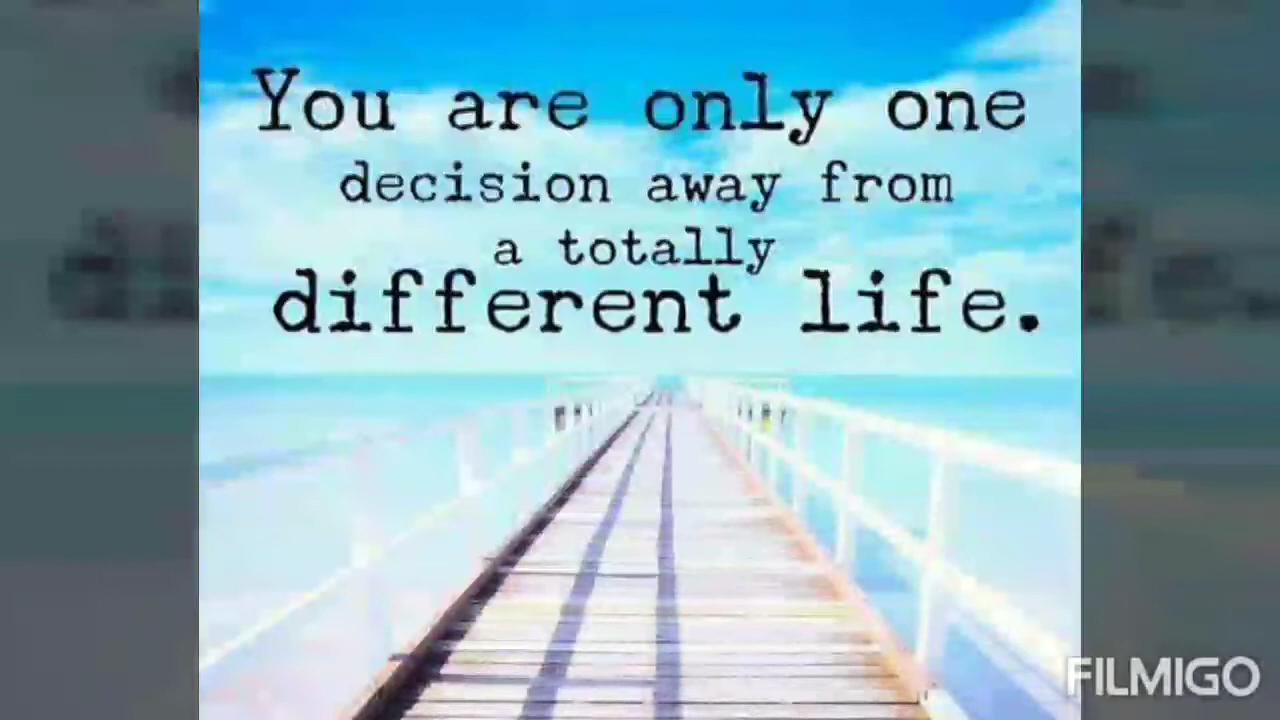 You are only one
decision away from
a totally
different life.
FILMIGO